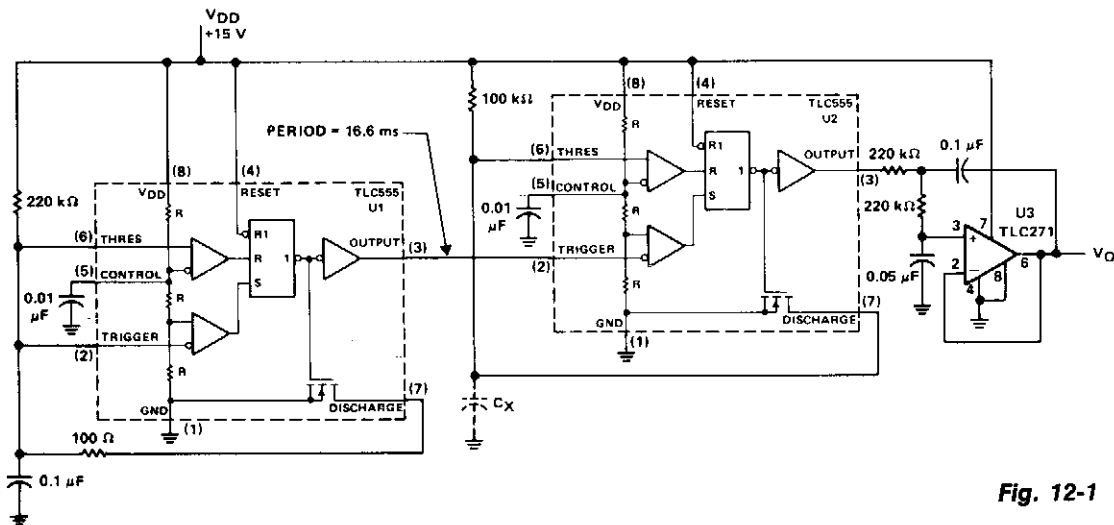 VDD
+15 V
220 kΩ
(8)
(4)
VDD
RESET
TLC555
U1
R
(6)
THRES
R1
R
S
1
OUTPUT
(3)
(5)
CONTROL
0.01
μF
R
(2)
TRIGGER
R
GND
(1)
DISCHARGE
(7)
100 Ω
0.1 μF
PERIOD = 16.6 ms
100 kΩ
(8)
(4)
VDD
RESET
TLC555
U2
R
(6)
THRES
R1
R
S
1
OUTPUT
(3)
(5)
CONTROL
0.01
μF
R
(2)
TRIGGER
R
GND
(1)
DISCHARGE
(7)
CX
220 kΩ
0.1 μF
220 kΩ
0.05 μF
3
7
U3
TLC271
+
−
2
6
4
8
VO
Fig. 12-1